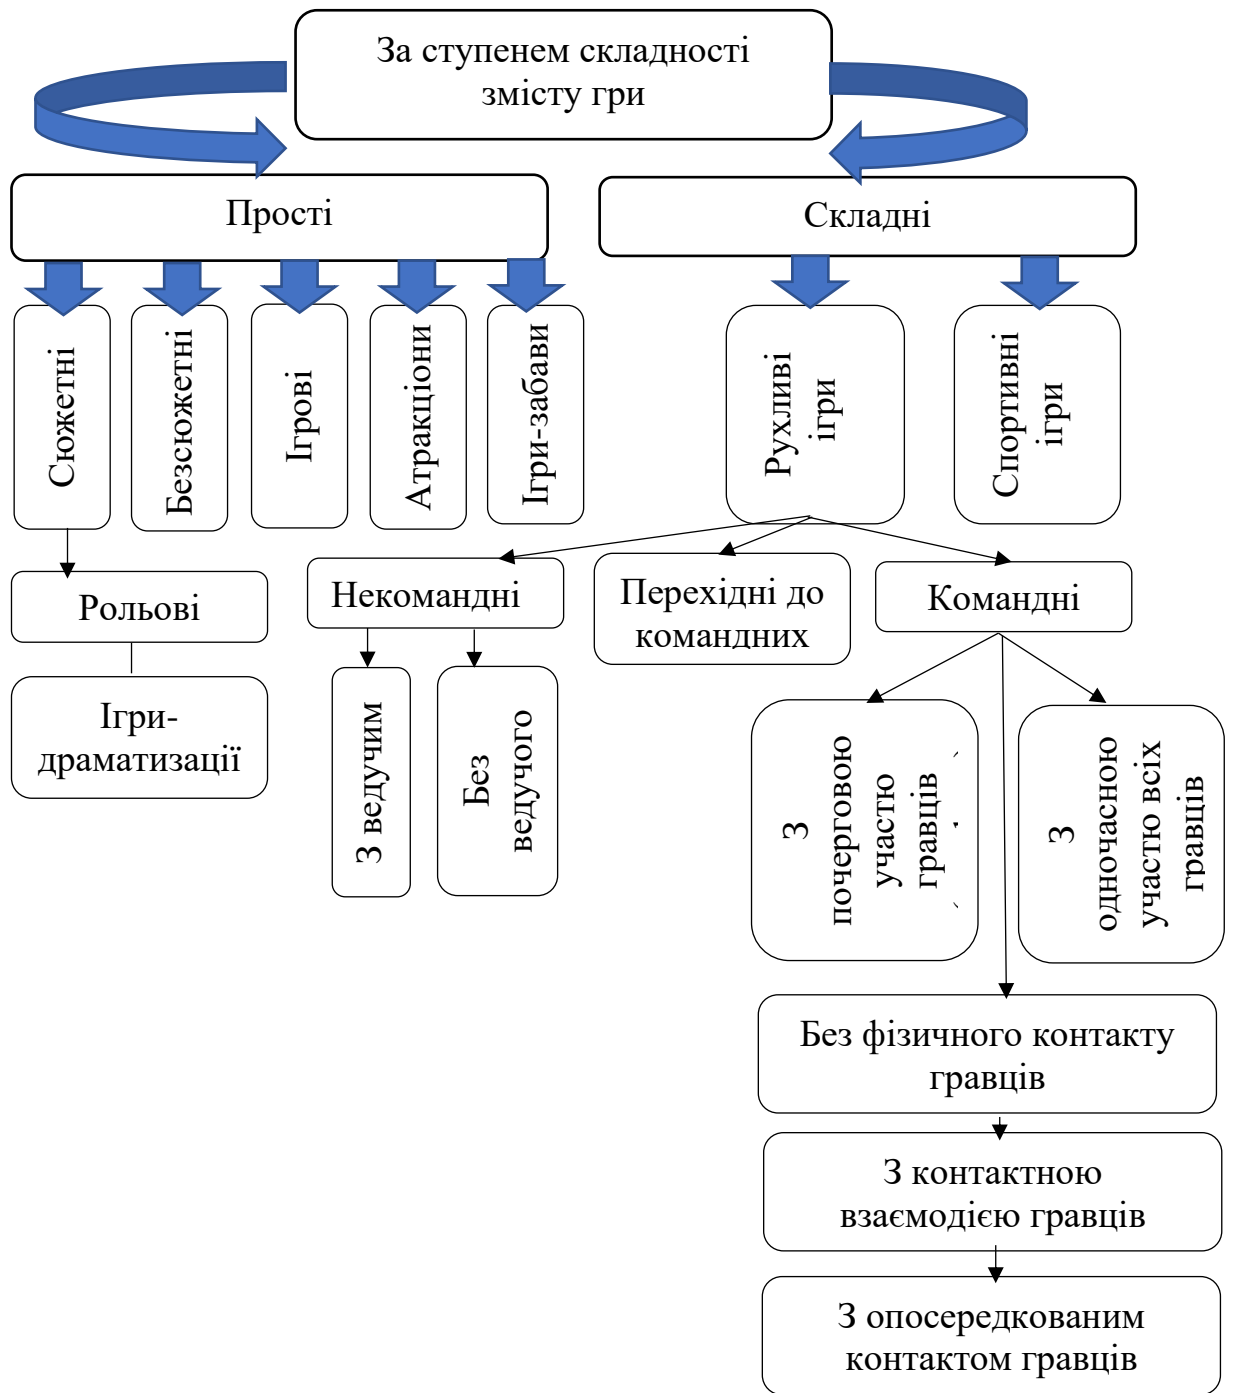 За ступенем складності
змісту гри
Прості
Складні
Сюжетні
Безсюжетні
Ігрові
Атракціони
Ігри-забави
Рухливі
ігри
Спортивні
ігри
Рольові
Некомандні
Перехідні до
командних
Командні
Ігри-
драматизації
З ведучим
Без
ведучого
З
почерговою
участю
гравців
З
одночасною
участю всіх
гравців
Без фізичного контакту
гравців
З контактною
взаємодією гравців
З опосередкованим
контактом гравців